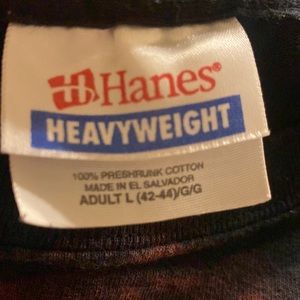 Hanes®
HEAVYWEIGHT
100% PRESHRUNK COTTON
MADE IN EL SALVADOR
ADULT L (42-44)/G/G